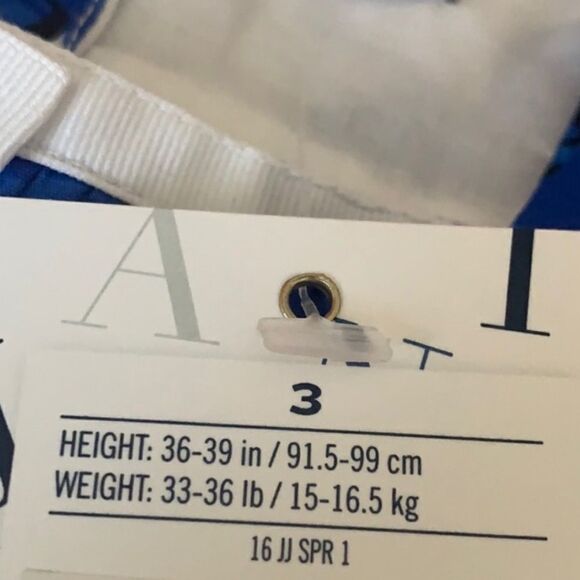 A
3
HEIGHT: 36-39 in / 91.5-99 cm
WEIGHT: 33-36 lb / 15-16.5 kg
16 JJ SPR 1